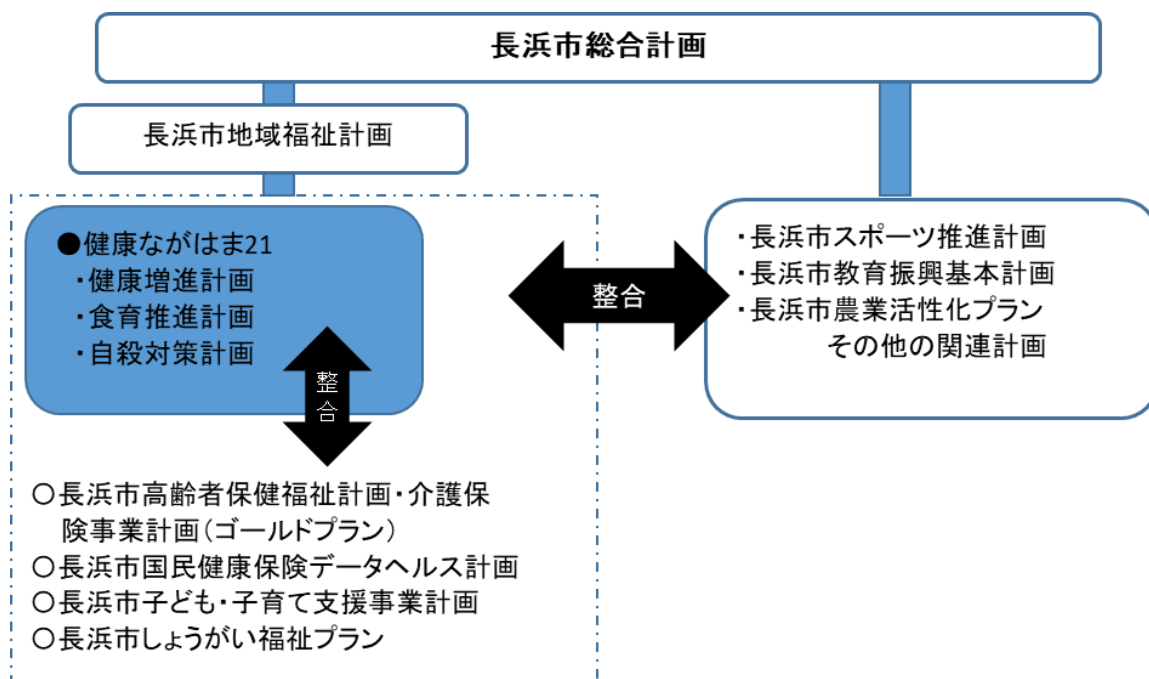 長浜市総合計画
長浜市地域福祉計画
●健康ながはま21
・健康増進計画
・食育推進計画
・自殺対策計画
整合
整合
・長浜市スポーツ推進計画
・長浜市教育振興基本計画
・長浜市農業活性化プラン
その他の関連計画
○長浜市高齢者保健福祉計画・介護保
険事業計画(ゴールドプラン)
○長浜市国民健康保険データヘルス計画
○長浜市子ども・子育て支援事業計画
○長浜市しょうがい福祉プラン